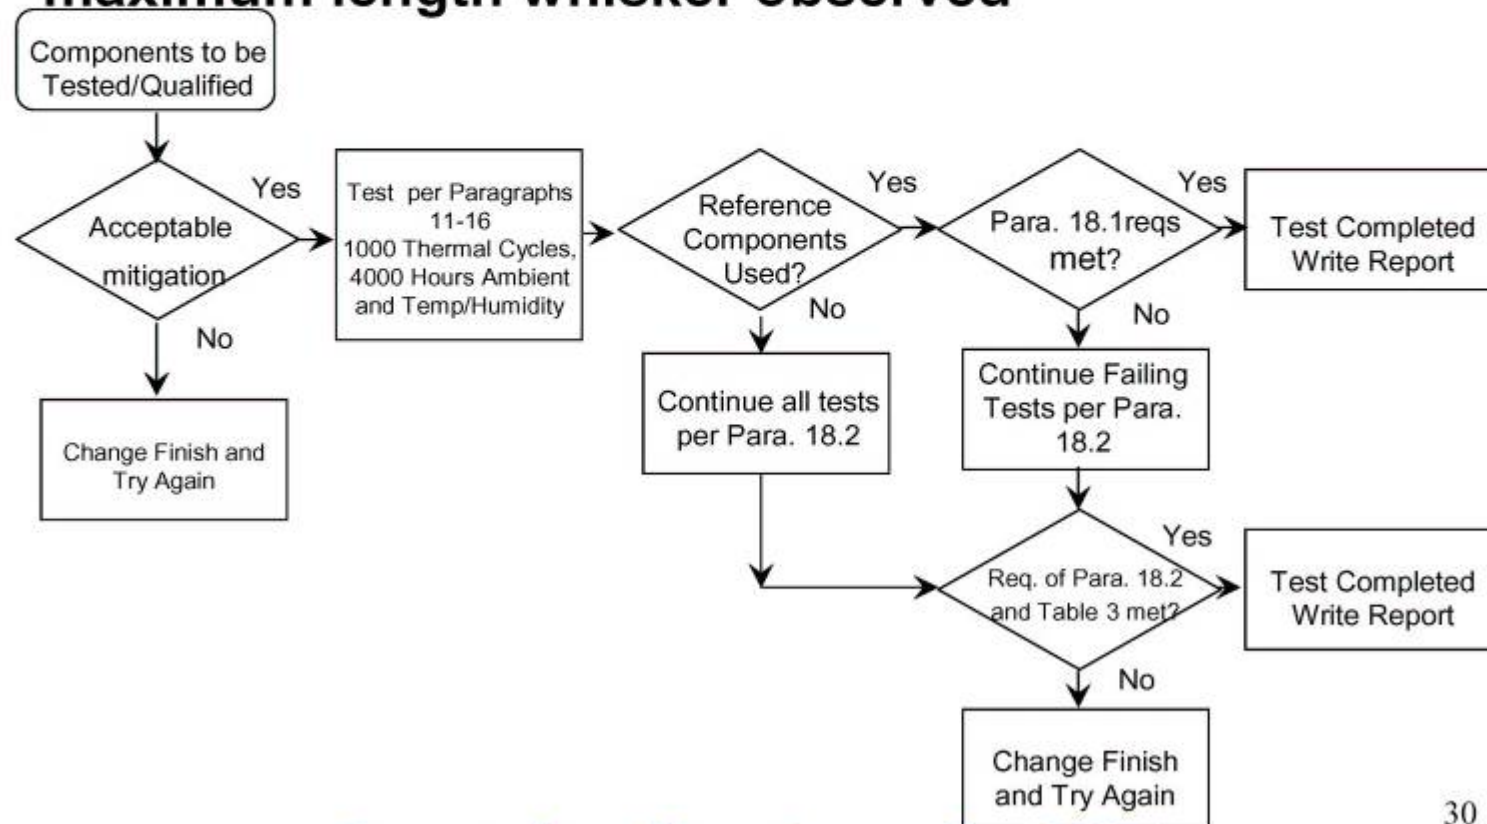 maximum length whisker observed
Components to be
Tested/Qualified
Acceptable
mitigation
Yes
No
Change Finish and
Try Again
Test per Paragraphs
11-16
1000 Thermal Cycles,
4000 Hours Ambient
and Temp/Humidity
Reference
Components
Used?
Yes
No
Continue all tests
per Para. 18.2
Para. 18.1reqs
met?
Yes
Test Completed
Write Report
No
Continue Failing
Tests per Para.
18.2
Req. of Para. 18.2
and Table 3 met?
Yes
Test Completed
Write Report
No
Change Finish
and Try Again
30